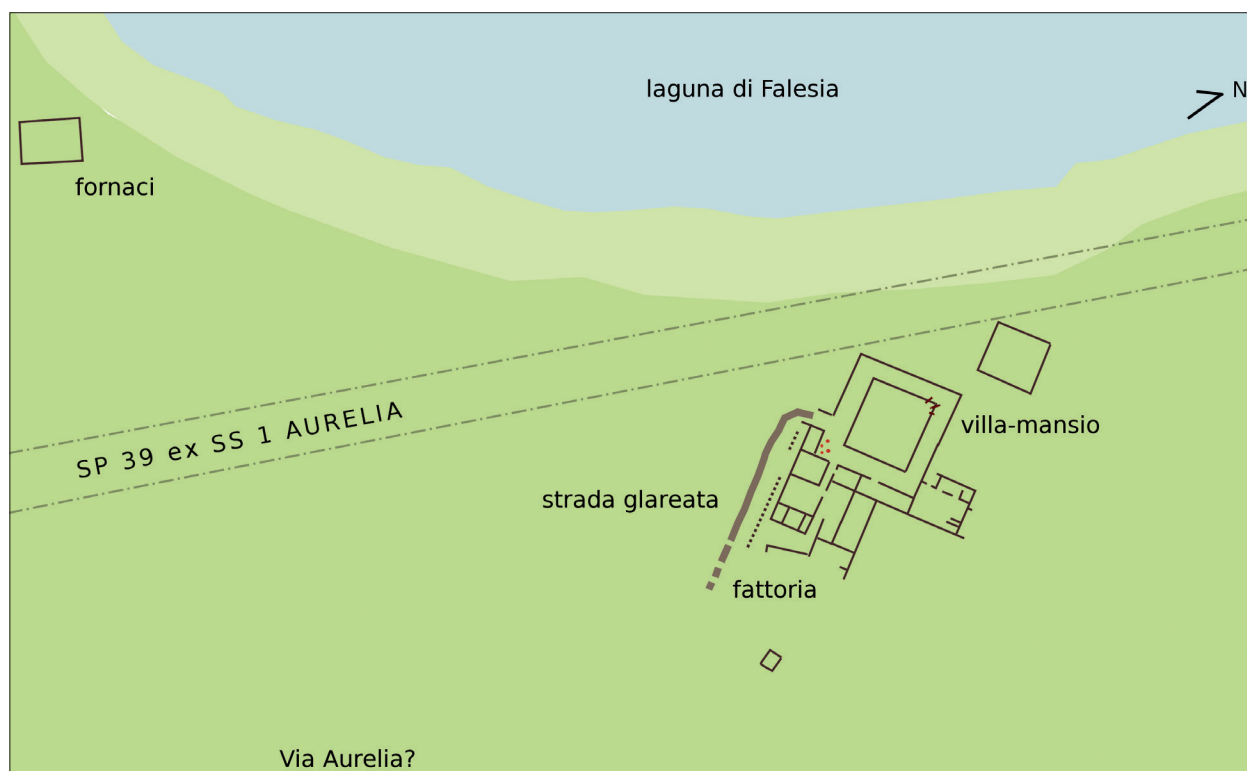 laguna di Falesia
N
fornaci
SP 39 ex SS 1 AURELIA
villa-mansio
strada glareata
fattoria
Via Aurelia?